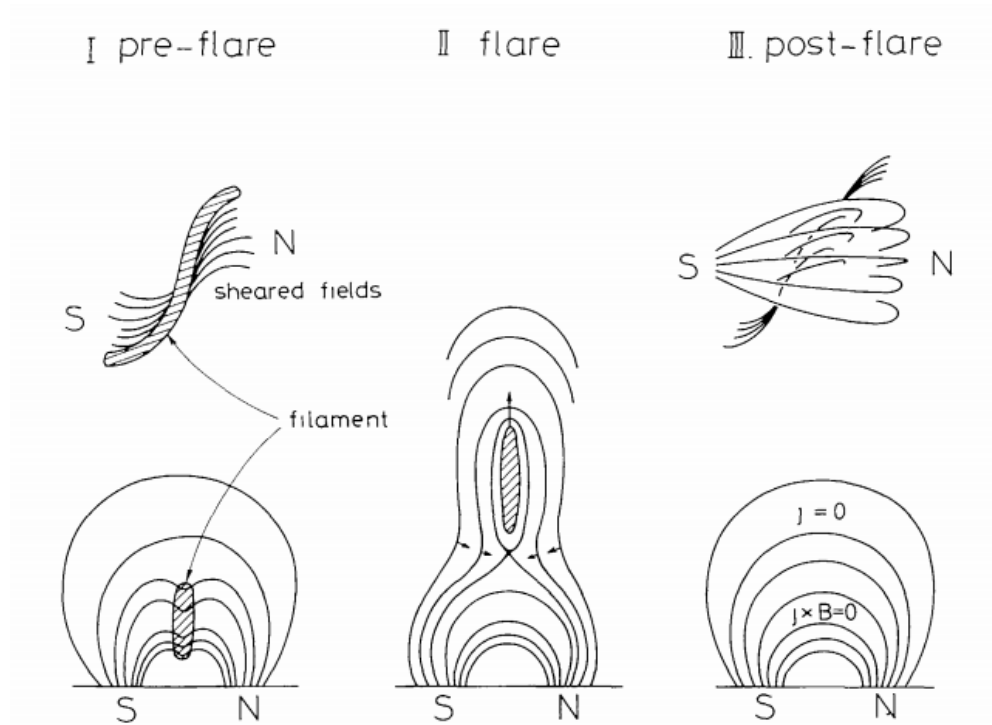 I pre-flare
II flare
III. post-flare
N
sheared fields
S
S
N
filament
j = 0
j × B=0
S
N
S
N
S
N